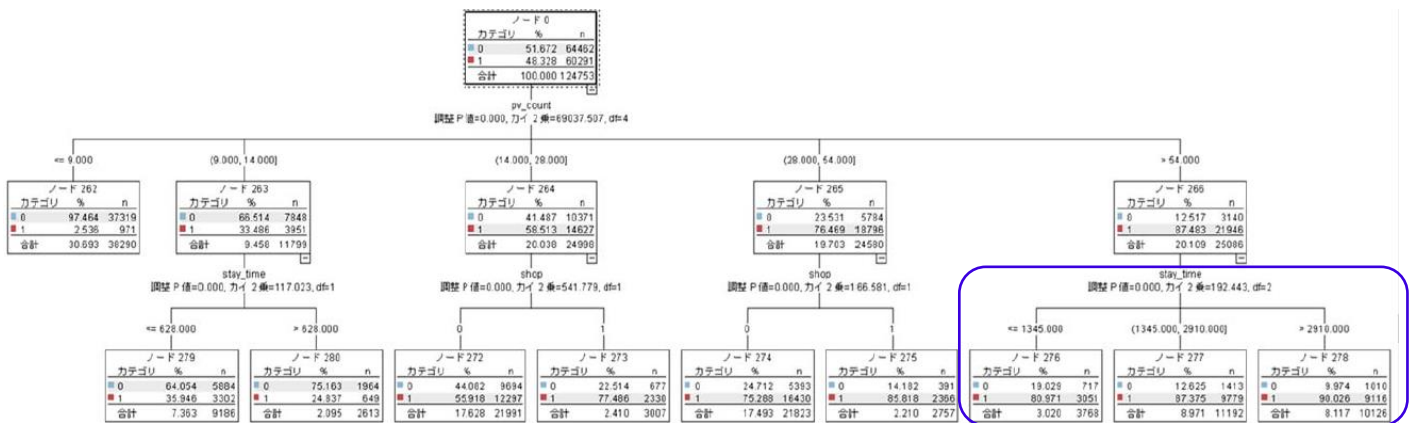 ノード 0
カテゴリ % n
0 51.672 64462
1 48.328 60291
合計 100.000 124753
pv_count
調整 P 値=0.000, カイ 2 乗=69037.507, df=4
<= 9.000
(9.000, 14.000]
(14.000, 28.000]
(28.000, 54.000]
> 54.000
ノード 262
カテゴリ % n
0 97.464 37319
1 2.536 971
合計 30.693 38290
ノード 263
カテゴリ % n
0 66.514 7848
1 33.486 3951
合計 9.458 11799
ノード 264
カテゴリ % n
0 41.487 10371
1 58.513 14627
合計 20.038 24998
ノード 265
カテゴリ % n
0 23.531 5784
1 76.469 18796
合計 19.703 24580
ノード 266
カテゴリ % n
0 12.517 3140
1 87.483 21946
合計 20.109 25086
stay_time
調整 P 値=0.000, カイ 2 乗=117.023, df=1
shop
調整 P 値=0.000, カイ 2 乗=541.779, df=1
shop
調整 P 値=0.000, カイ 2 乗=166.581, df=1
stay_time
調整 P 値=0.000, カイ 2 乗=192.443, df=2
<= 628.000
> 628.000
0
1
0
1
<= 1345.000
(1345.000, 2910.000]
> 2910.000
ノード 279
カテゴリ % n
0 64.054 5884
1 35.946 3302
合計 7.363 9186
ノード 280
カテゴリ % n
0 75.163 1964
1 24.837 649
合計 2.095 2613
ノード 272
カテゴリ % n
0 44.082 9694
1 55.918 12297
合計 17.628 21991
ノード 273
カテゴリ % n
0 22.514 677
1 77.486 2330
合計 2.410 3007
ノード 274
カテゴリ % n
0 24.712 5393
1 75.288 16430
合計 17.493 21823
ノード 275
カテゴリ % n
0 14.182 391
1 85.818 2366
合計 2.210 2757
ノード 276
カテゴリ % n
0 19.029 717
1 80.971 3051
合計 3.020 3768
ノード 277
カテゴリ % n
0 12.625 1413
1 87.375 9779
合計 8.971 11192
ノード 278
カテゴリ % n
0 9.974 1010
1 90.026 9116
合計 8.117 10126